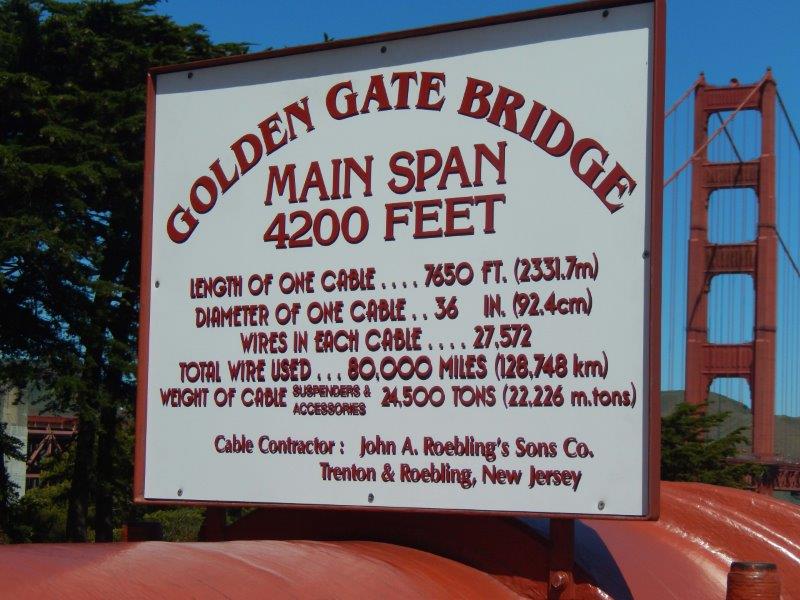 GOLDEN GATE BRIDGE
MAIN SPAN
4200 FEET
LENGTH OF ONE CABLE .... 7650 FT. (2331.7m)
DIAMETER OF ONE CABLE .. 36 IN. (92.4cm)
WIRES IN EACH CABLE .... 27,572
TOTAL WIRE USED ... 80,000 MILES (128,748 km)
WEIGHT OF CABLE SUSPENDERS & ACCESSORIES 24,500 TONS (22,226 m.tons)
Cable Contractor : John A. Roebling's Sons Co.
Trenton & Roebling, New Jersey